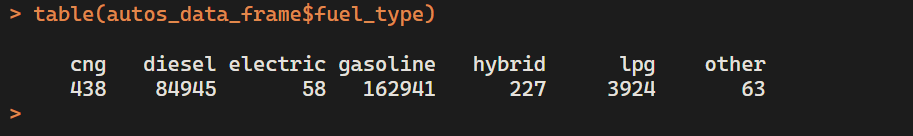 > table(autos_data_frame$fuel_type)
cng diesel electric gasoline hybrid lpg other
438 84945 58 162941 227 3924 63
>